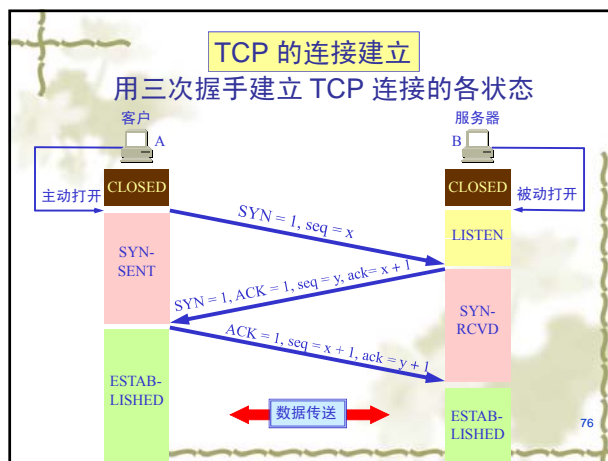 TCP 的连接建立
用三次握手建立 TCP 连接的各状态
客户
服务器
A
B
主动打开
CLOSED
CLOSED
被动打开
SYN = 1, seq = x
LISTEN
SYN-
SENT
SYN = 1, ACK = 1, seq = y, ack= x + 1
SYN-
RCVD
ACK = 1, seq = x + 1, ack = y + 1
ESTAB-
LISHED
数据传送
ESTAB-
LISHED
76